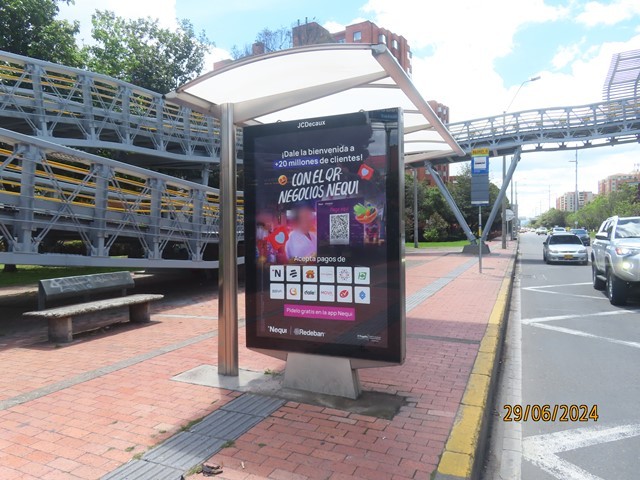 JCDecaux
¡Dale la bienvenida a
+20 millones de clientes!
CON EL QR
NEGOCIOS NEQUI
Acepta pagos de
Pídelo gratis en la app Nequi
Nequi | Redeban
29/06/2024